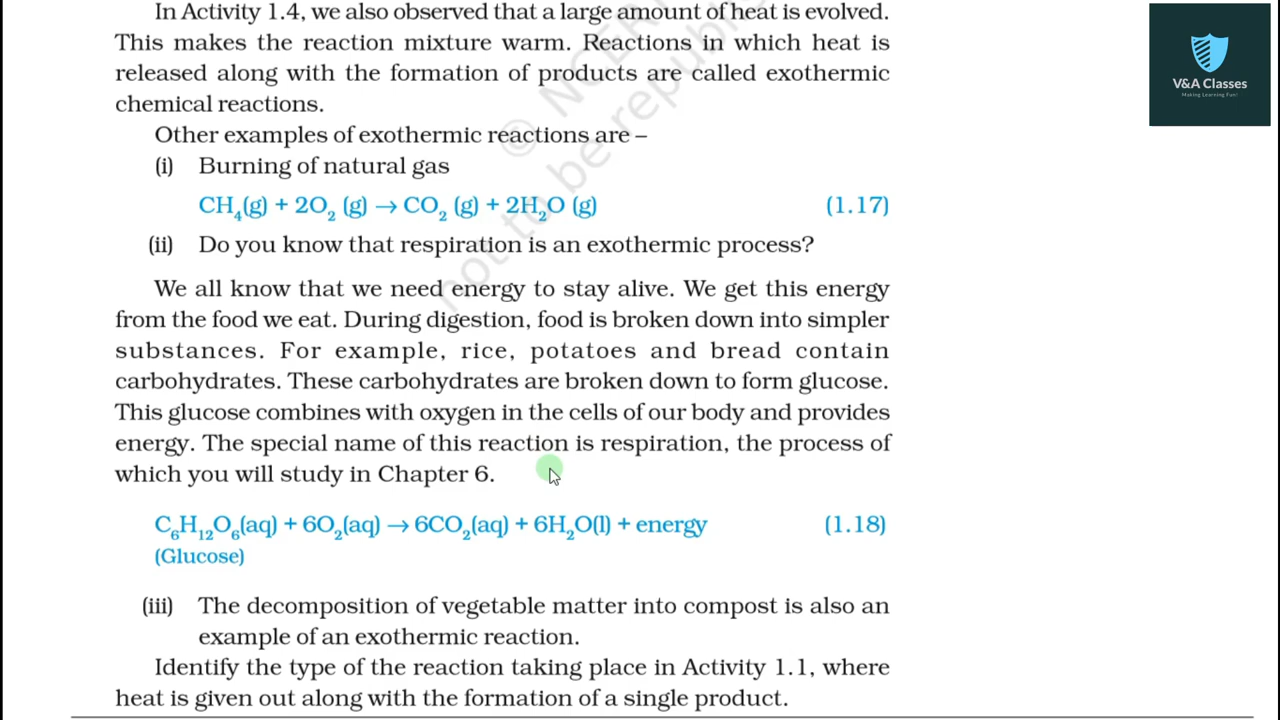 In Activity 1.4, we also observed that a large amount of heat is evolved.
This makes the reaction mixture warm. Reactions in which heat is
released along with the formation of products are called exothermic
chemical reactions.
Other examples of exothermic reactions are –
(i) Burning of natural gas
CH₄(g) + 2O₂ (g) → CO₂ (g) + 2H₂O (g) (1.17)
(ii) Do you know that respiration is an exothermic process?
We all know that we need energy to stay alive. We get this energy
from the food we eat. During digestion, food is broken down into simpler
substances. For example, rice, potatoes and bread contain
carbohydrates. These carbohydrates are broken down to form glucose.
This glucose combines with oxygen in the cells of our body and provides
energy. The special name of this reaction is respiration, the process of
which you will study in Chapter 6.
C₆H₁₂O₆(aq) + 6O₂(aq) → 6CO₂(aq) + 6H₂O(l) + energy (1.18)
(Glucose)
(iii) The decomposition of vegetable matter into compost is also an
example of an exothermic reaction.
Identify the type of the reaction taking place in Activity 1.1, where
heat is given out along with the formation of a single product.
V&A Classes
Making Learning Fun!
© NCERT
not to be republis